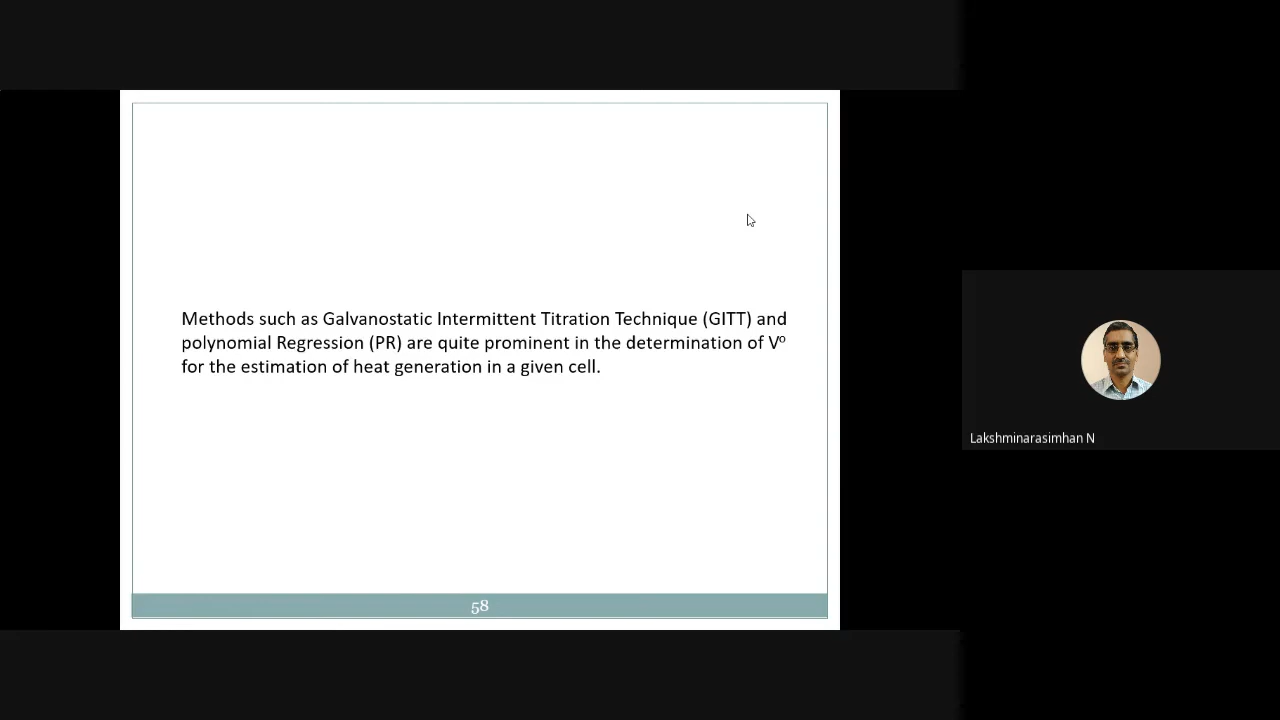 Methods such as Galvanostatic Intermittent Titration Technique (GITT) and
polynomial Regression (PR) are quite prominent in the determination of Vº
for the estimation of heat generation in a given cell.
58
Lakshminarasimhan N